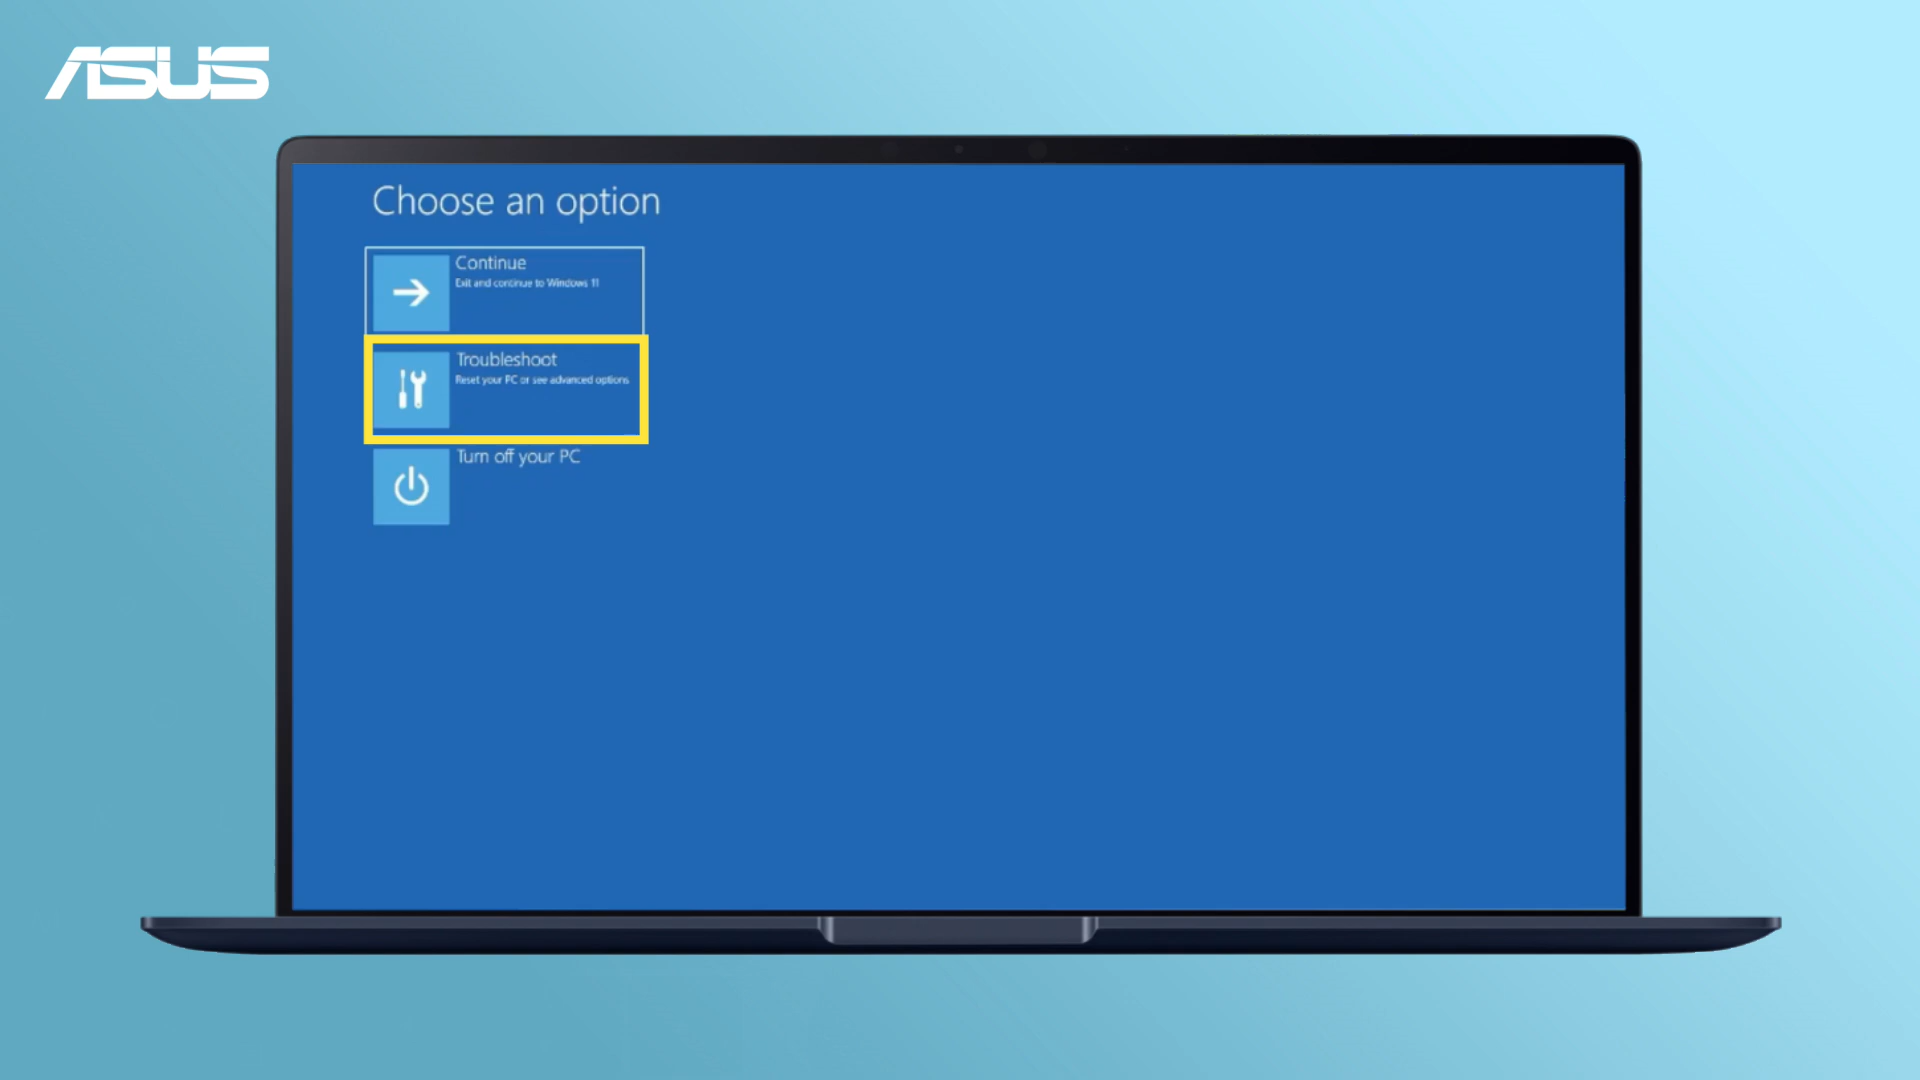 ASUS
Choose an option
Continue
Exit and continue to Windows 11
Troubleshoot
Reset your PC or see advanced options
Turn off your PC